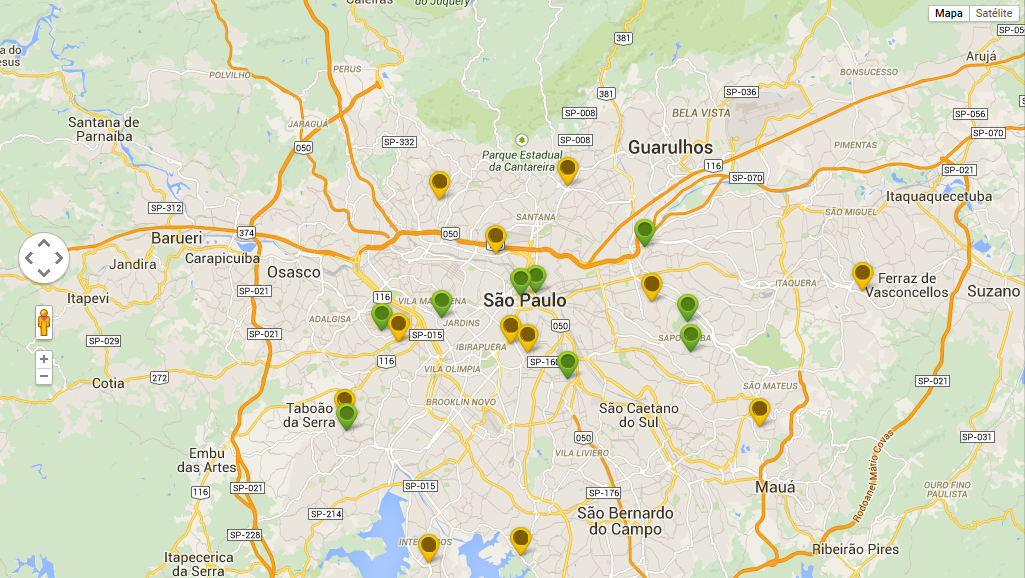 Caieiras
do Juquery
Mapa
Satélite
381
SP-056
Arujá
POLVILHO
PERUS
BONSUCESSO
381
SP-036
Santana de
Parnaíba
JARAGUÁ
SP-008
BELA VISTA
SP-056
SP-332
SP-008
SP-070
050
Parque Estadual
da Cantareira
Guarulhos
PIMENTAS
116
SP-070
SP-021
Itaquaquecetuba
SP-312
SANTANA
SÃO MIGUEL
374
050
Barueri
Carapicuíba
Jandira
Osasco
ITAQUERA
Ferraz de
Vasconcellos
Suzano
SP-021
116
Itapevi
São Paulo
ADALGISA
JARDINS
050
SP-029
SP-021
SP-015
IBIRAPUERA
116
SP-160
VILA OLIMPIA
Cotia
272
SÃO MATEUS
SP-021
BROOKLIN NOVO
Taboão
da Serra
São Caetano
do Sul
050
SP-031
Embu
das Artes
VILA LIVIERO
116
SP-021
SP-015
SP-176
Mauá
OURO FINO
PAULISTA
Rodoanel Mário Covas
SP-214
São Bernardo
do Campo
SP-228
Itapecerica
da Serra
Ribeirão Pires